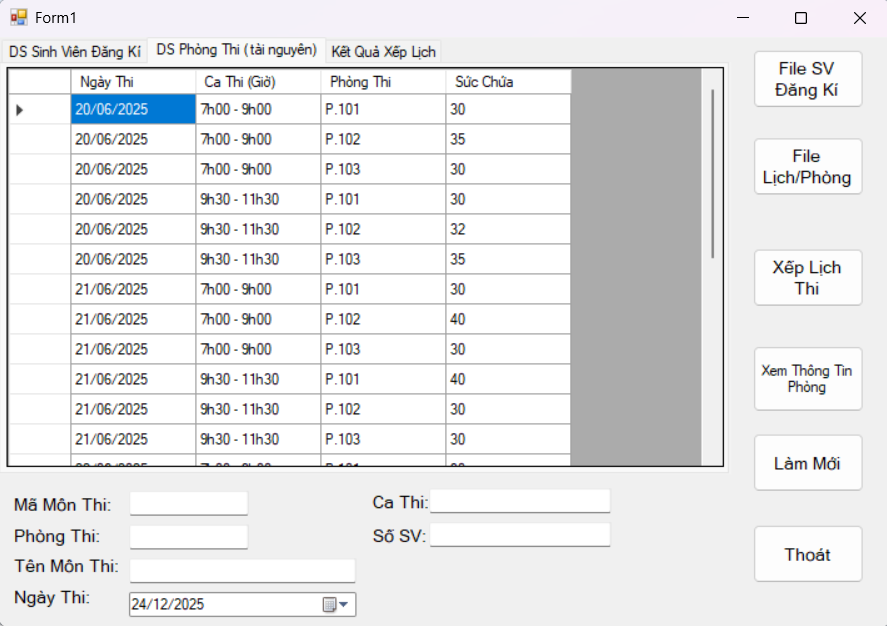 Form1
DS Sinh Viên Đăng Kí DS Phòng Thi (tài nguyên) Kết Quả Xếp Lịch
Ngày Thi Ca Thi (Giờ) Phòng Thi Sức Chứa
20/06/2025 7h00 - 9h00 P.101 30
20/06/2025 7h00 - 9h00 P.102 35
20/06/2025 7h00 - 9h00 P.103 30
20/06/2025 9h30 - 11h30 P.101 30
20/06/2025 9h30 - 11h30 P.102 32
20/06/2025 9h30 - 11h30 P.103 35
21/06/2025 7h00 - 9h00 P.101 30
21/06/2025 7h00 - 9h00 P.102 40
21/06/2025 7h00 - 9h00 P.103 30
21/06/2025 9h30 - 11h30 P.101 40
21/06/2025 9h30 - 11h30 P.102 30
21/06/2025 9h30 - 11h30 P.103 30
File SV
Đăng Kí
File
Lịch/Phòng
Xếp Lịch
Thi
Xem Thông Tin
Phòng
Làm Mới
Thoát
Mã Môn Thi:
Phòng Thi:
Tên Môn Thi:
Ngày Thi: 24/12/2025
Ca Thi:
Số SV: